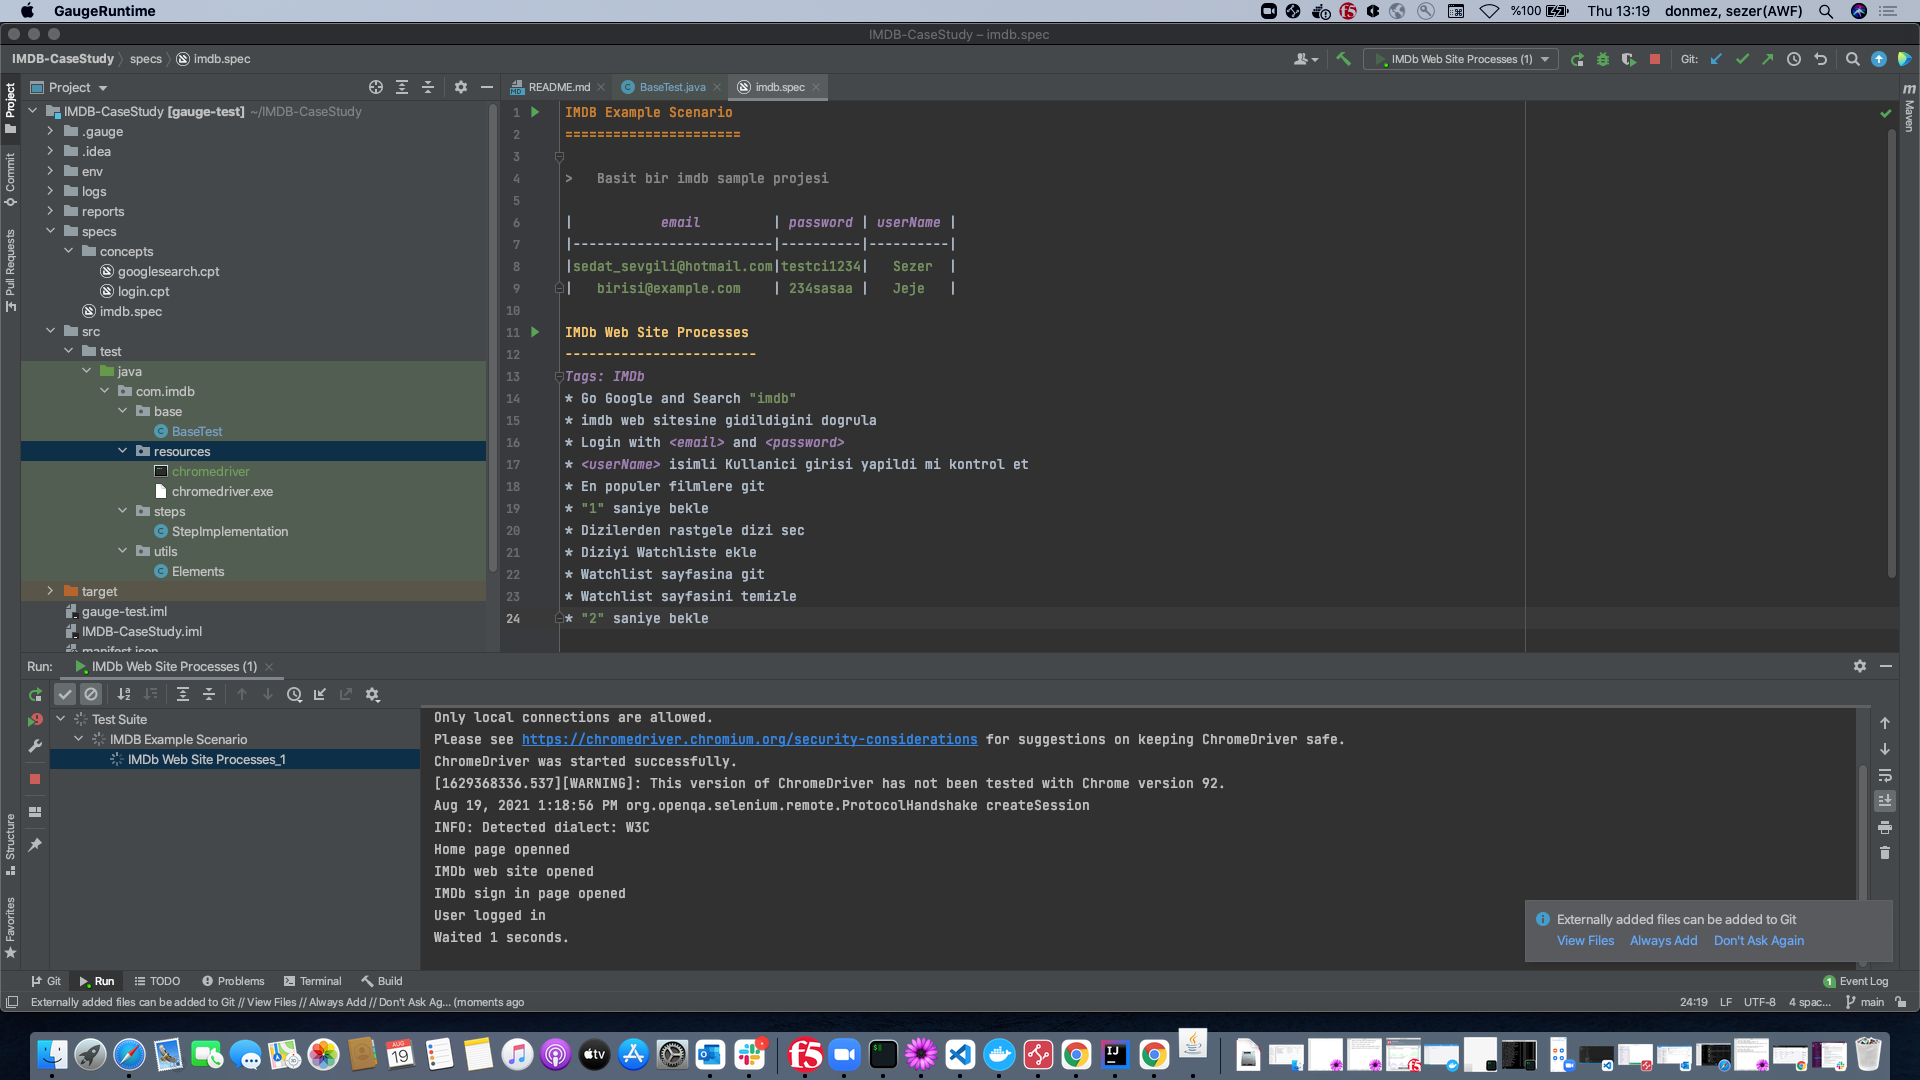 GaugeRuntime
%100
Thu 13:19
donmez, sezer(AWF)
IMDB-CaseStudy – imdb.spec
IMDB-CaseStudy
specs
imdb.spec
IMDb Web Site Processes (1)
Git:
Project
README.md
BaseTest.java
imdb.spec
Project
Commit
Pull Requests
Structure
Favorites
Maven
IMDB-CaseStudy [gauge-test] ~/IMDB-CaseStudy
.gauge
.idea
env
logs
reports
specs
concepts
googlesearch.cpt
login.cpt
imdb.spec
src
test
java
com.imdb
base
BaseTest
resources
chromedriver
chromedriver.exe
steps
StepImplementation
utils
Elements
target
gauge-test.iml
IMDB-CaseStudy.iml
manifest.json
1 IMDB Example Scenario
2 ======================
3
4 > Basit bir imdb sample projesi
5
6 | email | password | userName |
7 |-------------------------|----------|----------|
8 |sedat_sevgili@hotmail.com|testci1234| Sezer |
9 | birisi@example.com | 234sasaa | Jeje |
10
11 IMDb Web Site Processes
12 ------------------------
13 Tags: IMDb
14 * Go Google and Search "imdb"
15 * imdb web sitesine gidildigini dogrula
16 * Login with <email> and <password>
17 * <userName> isimli Kullanici girisi yapildi mi kontrol et
18 * En populer filmlere git
19 * "1" saniye bekle
20 * Dizilerden rastgele dizi sec
21 * Diziyi Watchliste ekle
22 * Watchlist sayfasina git
23 * Watchlist sayfasini temizle
24 * "2" saniye bekle
Run: IMDb Web Site Processes (1)
Test Suite
IMDB Example Scenario
IMDb Web Site Processes_1
Only local connections are allowed.
Please see https://chromedriver.chromium.org/security-considerations for suggestions on keeping ChromeDriver safe.
ChromeDriver was started successfully.
[1629368336.537][WARNING]: This version of ChromeDriver has not been tested with Chrome version 92.
Aug 19, 2021 1:18:56 PM org.openqa.selenium.remote.ProtocolHandshake createSession
INFO: Detected dialect: W3C
Home page openned
IMDb web site opened
IMDb sign in page opened
User logged in
Waited 1 seconds.
Externally added files can be added to Git
View Files Always Add Don't Ask Again
Git Run TODO Problems Terminal Build
1 Event Log
Externally added files can be added to Git // View Files // Always Add // Don't Ask Ag... (moments ago
24:19 LF UTF-8 4 spac... main
AUG
19
tv